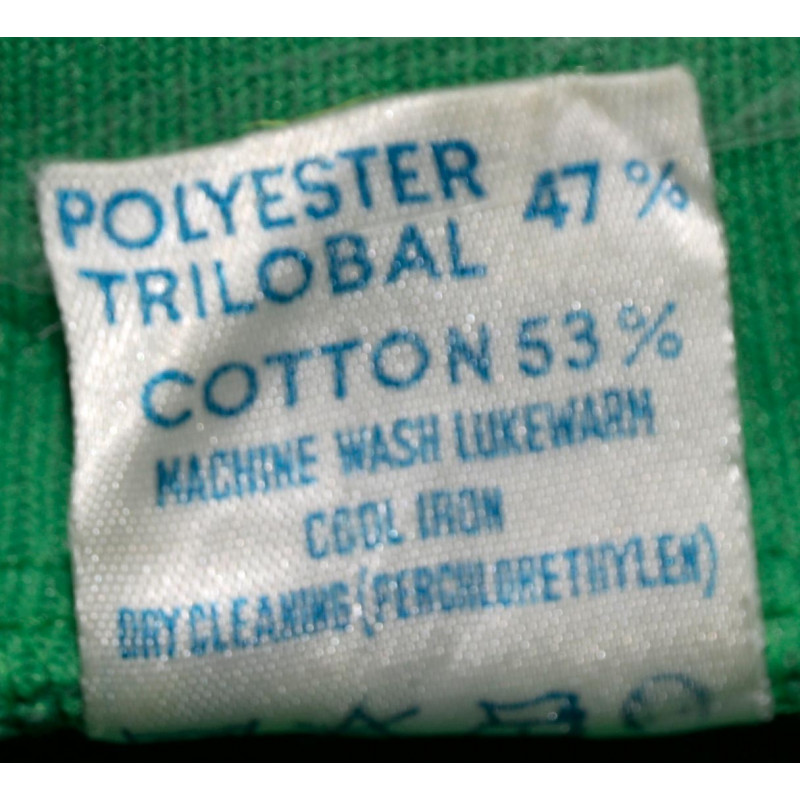 POLYESTER 47%
TRILOBAL
COTTON 53%
MACHINE WASH LUKEWARM
COOL IRON
DRY CLEANING (PERCHLORETHYLEN)